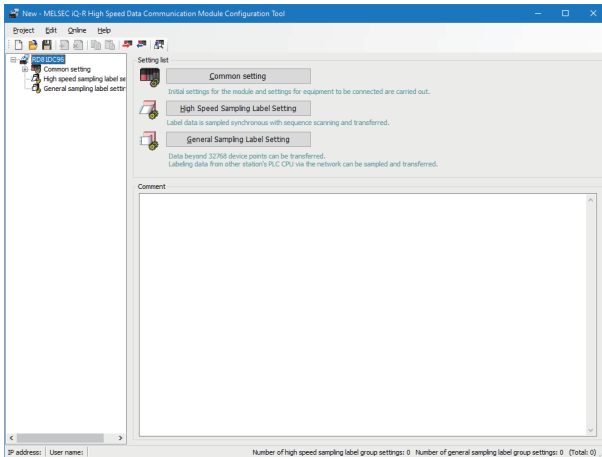 New - MELSEC iQ-R High Speed Data Communication Module Configuration Tool
Project Edit Online Help
RD81DC96
Common setting
High speed sampling label se
General sampling label settir
Setting list
Common setting
Initial settings for the module and settings for equipment to be connected are carried out.
High Speed Sampling Label Setting
Label data is sampled synchronous with sequence scanning and transferred.
General Sampling Label Setting
Data beyond 32768 device points can be transferred.
Labeling data from other station's PLC CPU via the network can be sampled and transferred.
Comment
IP address: User name: Number of high speed sampling label group settings: 0 Number of general sampling label group settings: 0 (Total: 0)